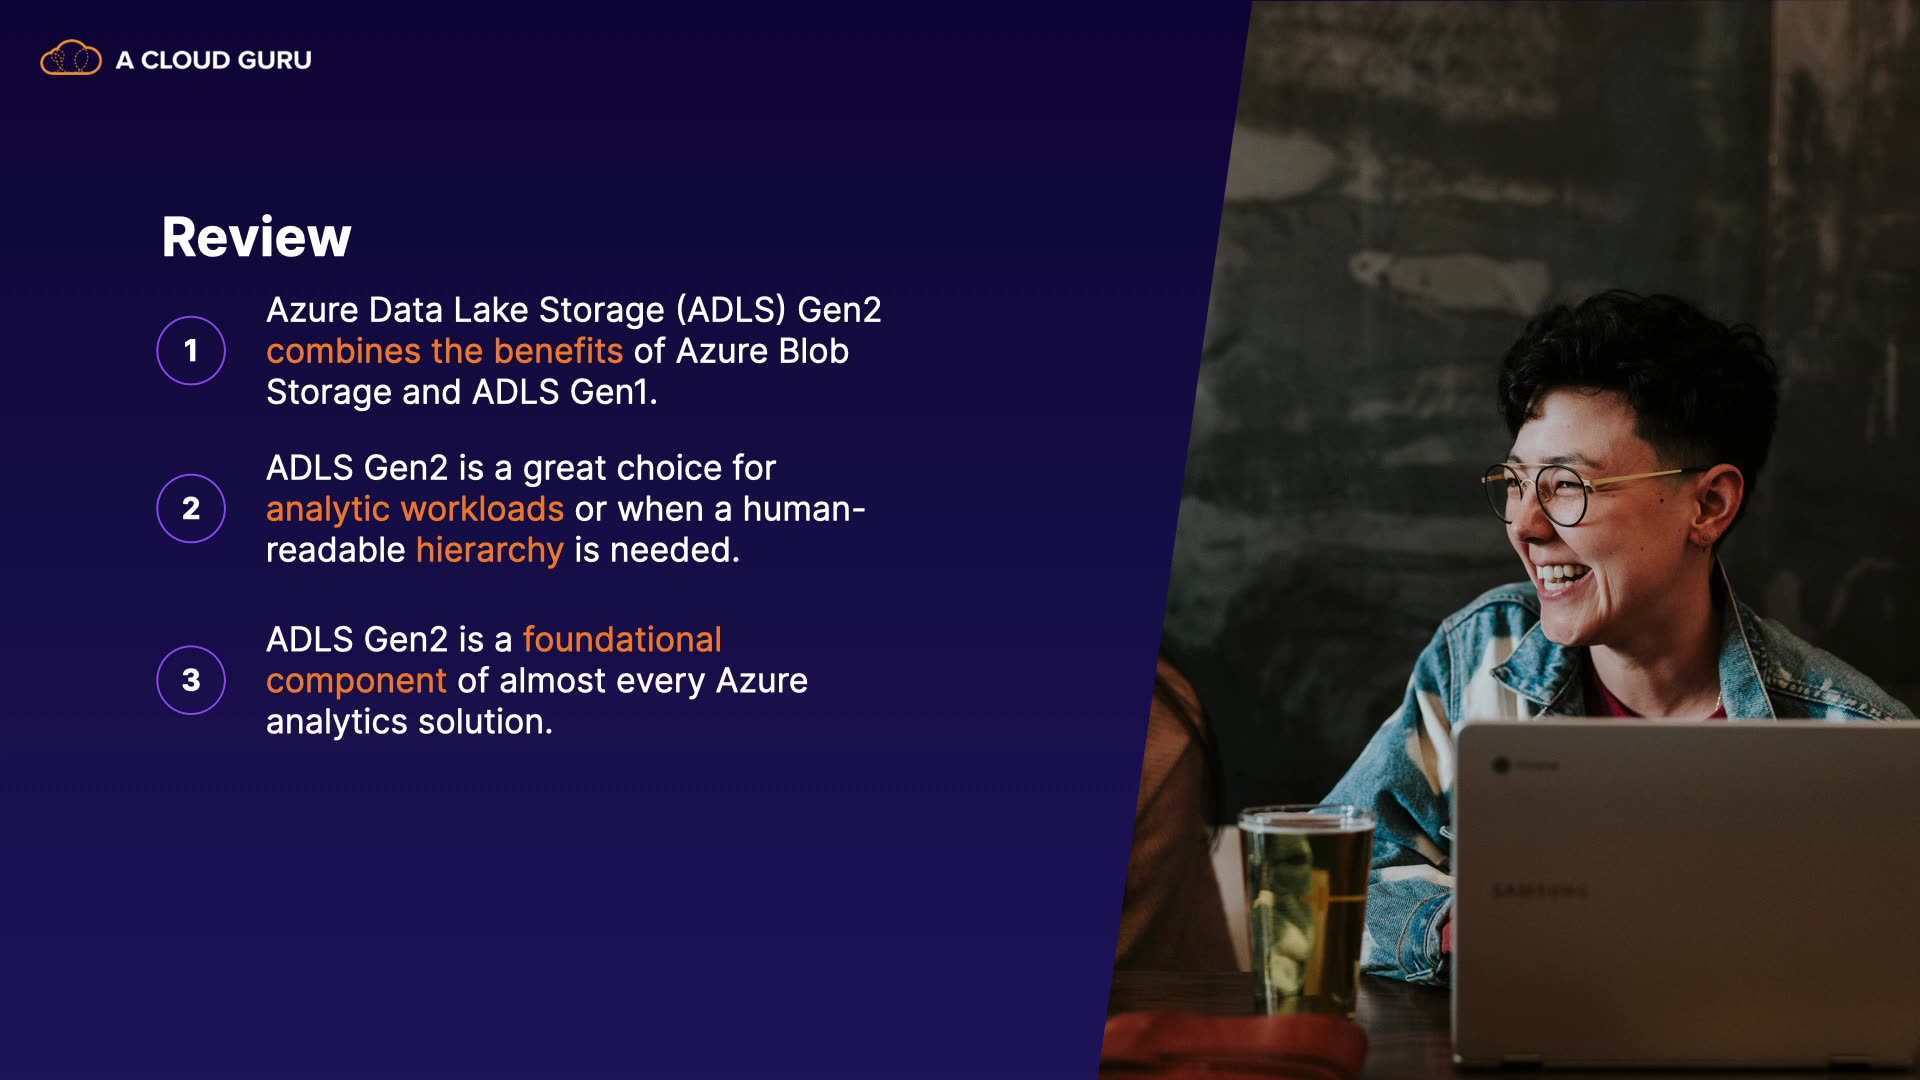 A CLOUD GURU
Review
1
Azure Data Lake Storage (ADLS) Gen2
combines the benefits of Azure Blob
Storage and ADLS Gen1.
2
ADLS Gen2 is a great choice for
analytic workloads or when a human-
readable hierarchy is needed.
3
ADLS Gen2 is a foundational
component of almost every Azure
analytics solution.
SAMSUNG